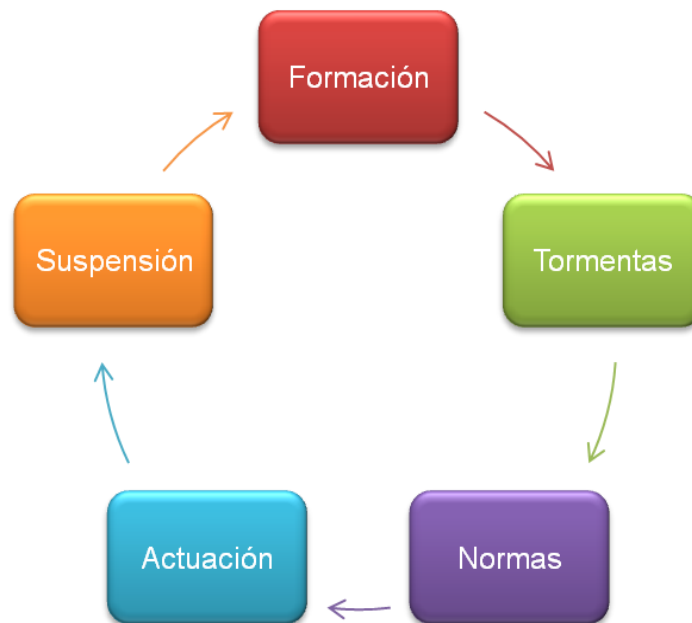 Formación
Tormentas
Normas
Actuación
Suspensión